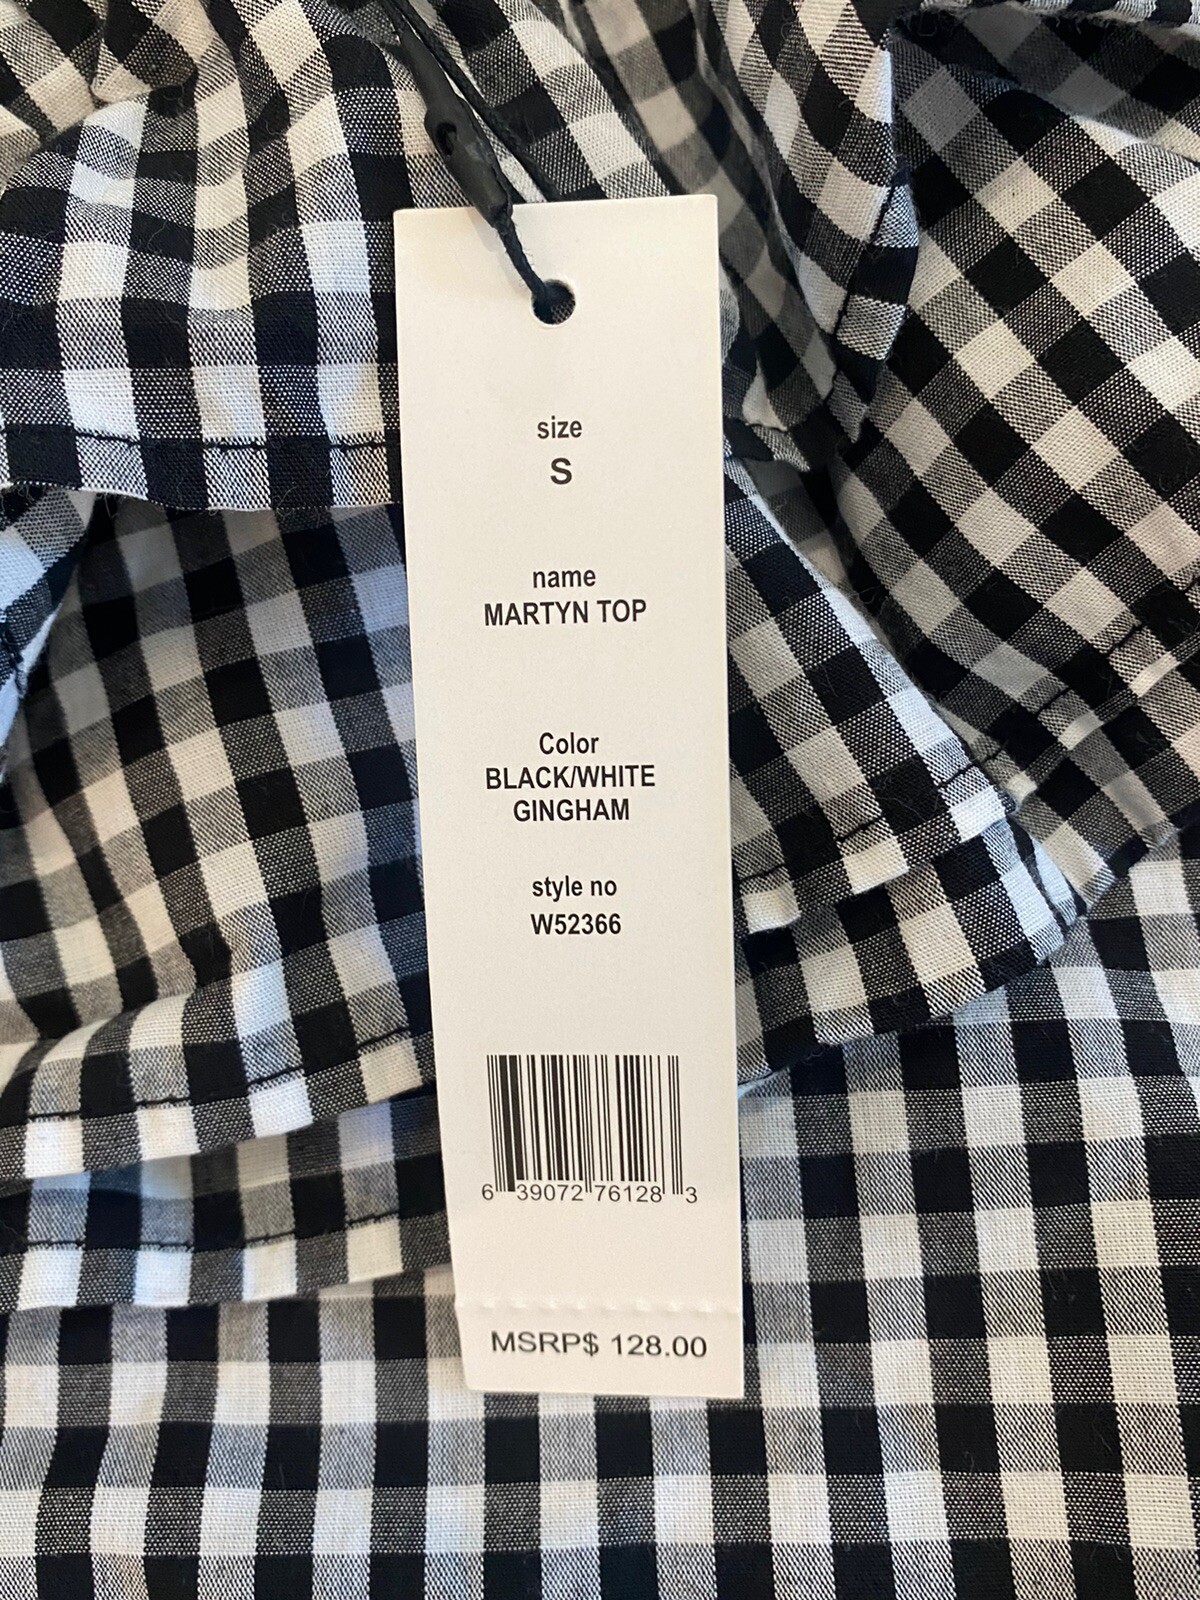 size
S
name
MARTYN TOP
Color
BLACK/WHITE
GINGHAM
style no
W52366
6 39072 76128 3
MSRP$ 128.00